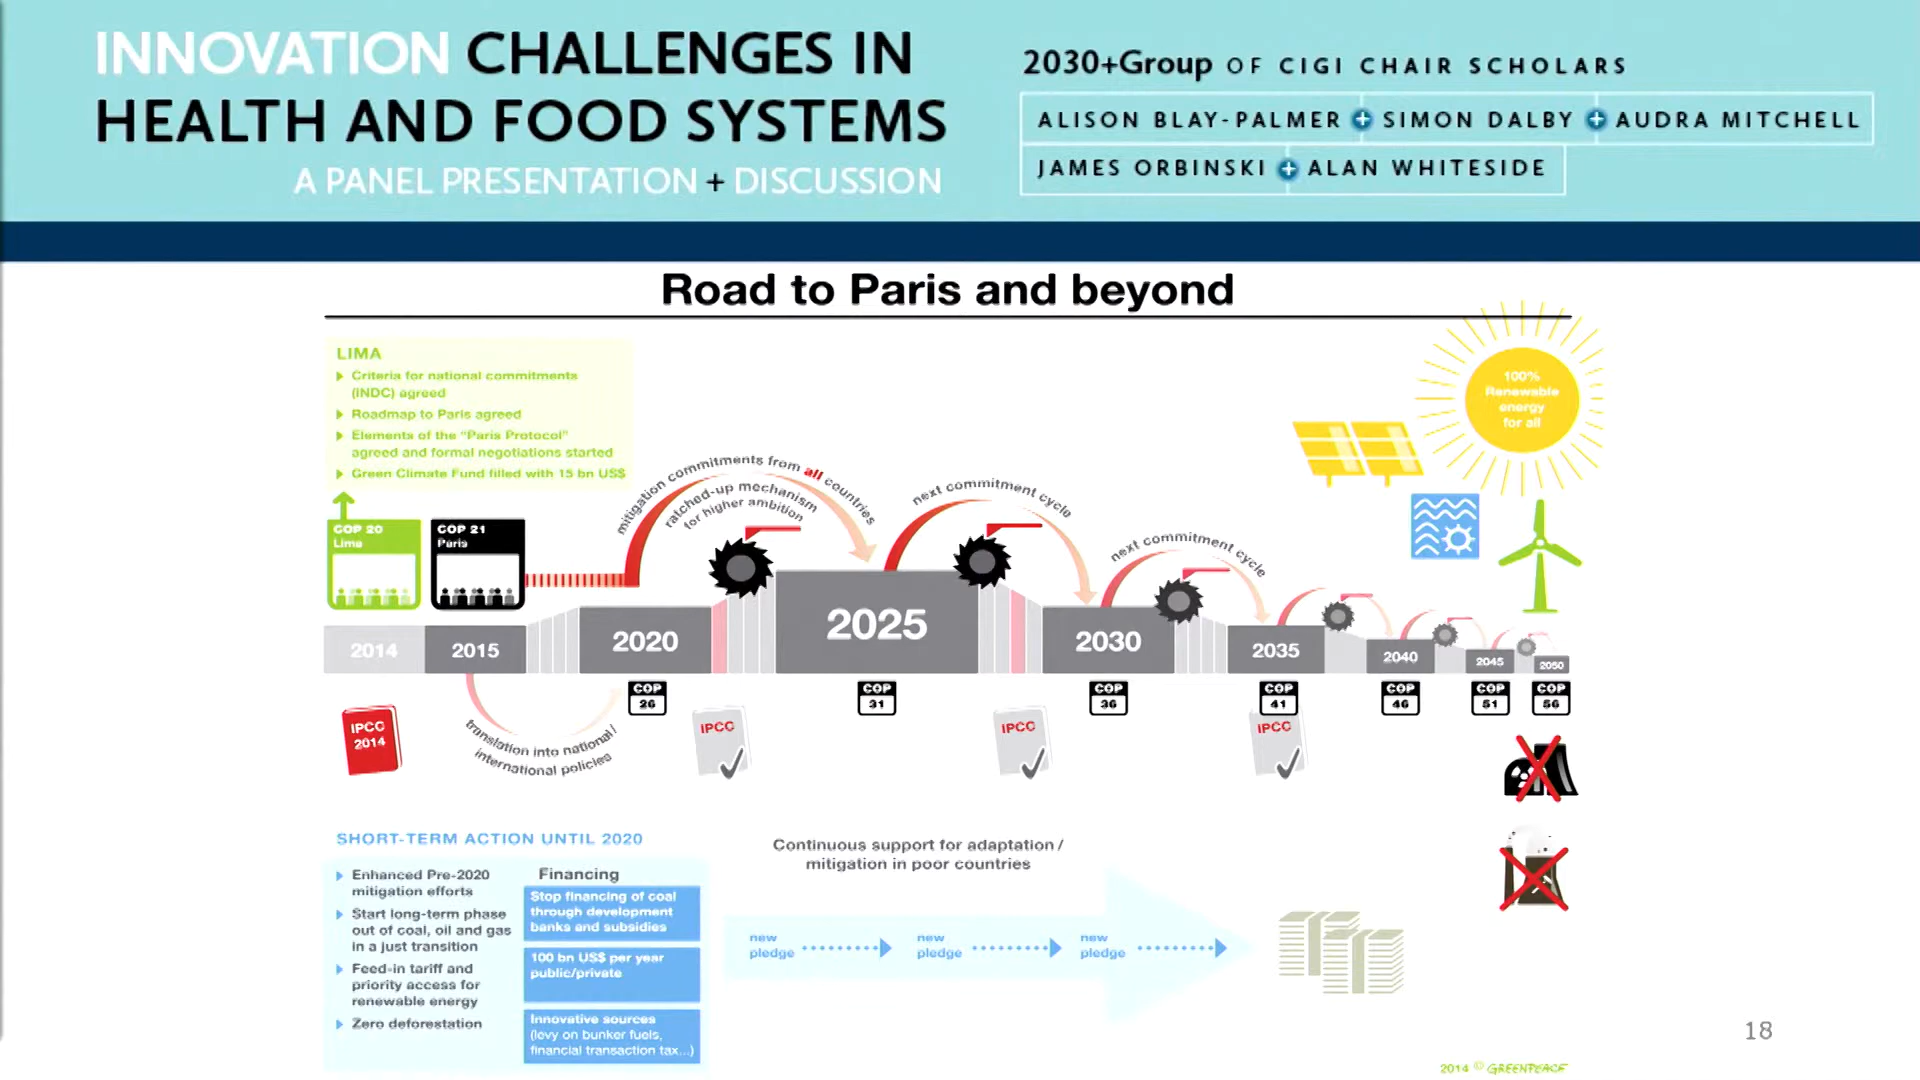 INNOVATION CHALLENGES IN
HEALTH AND FOOD SYSTEMS
A PANEL PRESENTATION + DISCUSSION
2030+Group OF CIGI CHAIR SCHOLARS
ALISON BLAY-PALMER + SIMON DALBY + AUDRA MITCHELL
JAMES ORBINSKI + ALAN WHITESIDE
Road to Paris and beyond
LIMA
Criteria for national commitments
(INDC) agreed
Roadmap to Paris agreed
Elements of the "Paris Protocol"
agreed and formal negotiations started
Green Climate Fund filled with 15 bn US$
COP 20
Lima
COP 21
Paris
mitigation commitments from all countries
ratched-up mechanism
for higher ambition
next commitment cycle
next commitment cycle
100%
Renewable
energy
for all
2014
2015
2020
2025
2030
2035
2040
2045
2050
COP
26
COP
31
COP
36
COP
41
COP
46
COP
51
COP
56
IPCC
2014
translation into national/
international policies
IPCC
IPCC
IPCC
SHORT-TERM ACTION UNTIL 2020
Enhanced Pre-2020
mitigation efforts
Start long-term phase
out of coal, oil and gas
in a just transition
Feed-in tariff and
priority access for
renewable energy
Zero deforestation
Financing
Stop financing of coal
through development
banks and subsidies
100 bn US$ per year
public/private
Innovative sources
(levy on bunker fuels,
financial transaction tax...)
Continuous support for adaptation/
mitigation in poor countries
new
pledge
new
pledge
new
pledge
18
2014 © GREENPEACE